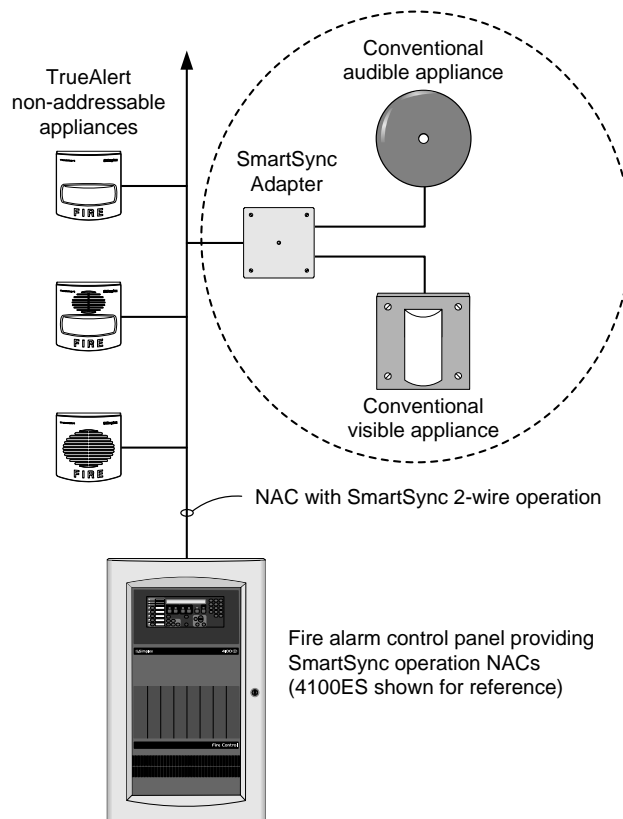 TrueAlert
non-addressable
appliances
Conventional
audible appliance
SmartSync
Adapter
FIRE
FIRE
FIRE
Conventional
visible appliance
NAC with SmartSync 2-wire operation
Fire alarm control panel providing
SmartSync operation NACs
(4100ES shown for reference)
Fire Control